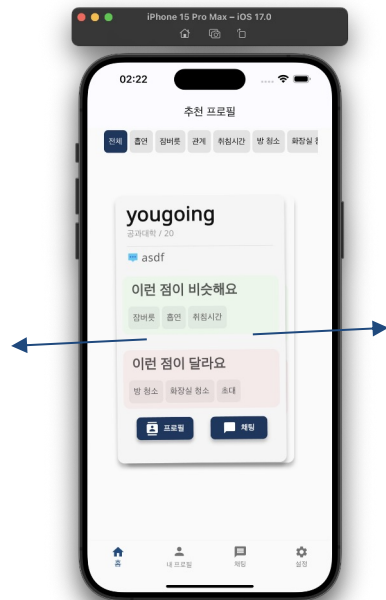 iPhone 15 Pro Max – iOS 17.0
02:22
추천 프로필
전체 흡연 잠버릇 관계 취침시간 방 청소 화장실 청
yougoing
공과대학 / 20
asdf
이런 점이 비슷해요
잠버릇 흡연 취침시간
이런 점이 달라요
방 청소 화장실 청소 초대
프로필 채팅
홈 내 프로필 채팅 설정